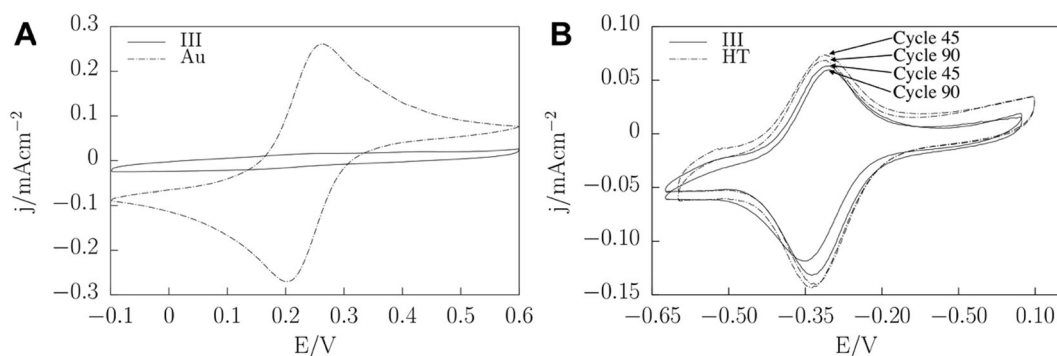 A
III
Au
0.3
0.2
0.1
0
−0.1
−0.2
−0.3
j/mAcm−2
−0.1 0 0.1 0.2 0.3 0.4 0.5 0.6
E/V
B
III
HT
Cycle 45
Cycle 90
Cycle 45
Cycle 90
0.10
0.05
0
−0.05
−0.10
−0.15
j/mAcm−2
−0.65 −0.50 −0.35 −0.20 −0.50 0.10
E/V